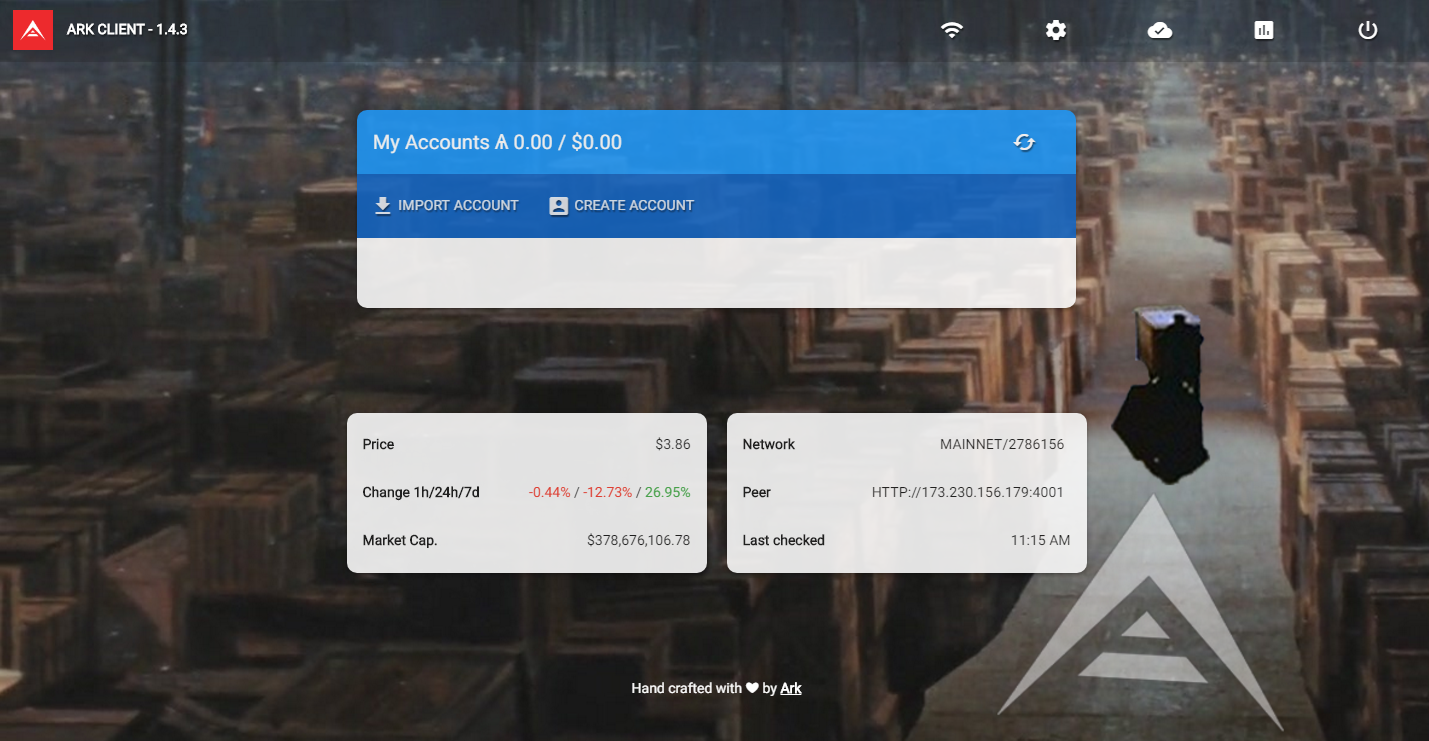 ARK CLIENT - 1.4.3
My Accounts Ѧ 0.00 / $0.00
IMPORT ACCOUNT CREATE ACCOUNT
Price $3.86
Change 1h/24h/7d -0.44% / -12.73% / 26.95%
Market Cap. $378,676,106.78
Network MAINNET/2786156
Peer HTTP://173.230.156.179:4001
Last checked 11:15 AM
Hand crafted with ♥ by Ark